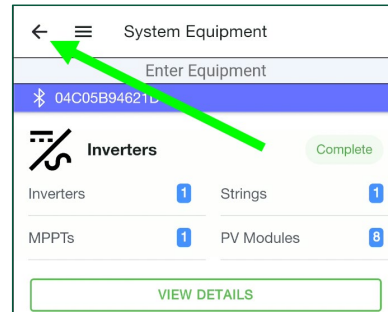 System Equipment
Enter Equipment
04C05B94621D
Inverters Complete
Inverters 1 Strings 1
MPPTs 1 PV Modules 8
VIEW DETAILS